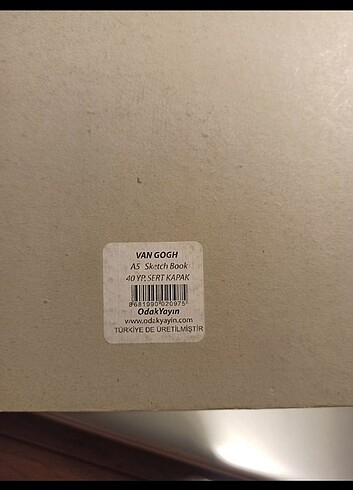 VAN GOGH
A5 Sketch Book
40 YP. SERT KAPAK
8681990020975
OdakYayın
www.odakyayin.com
TÜRKİYE DE ÜRETİLMİŞTİR